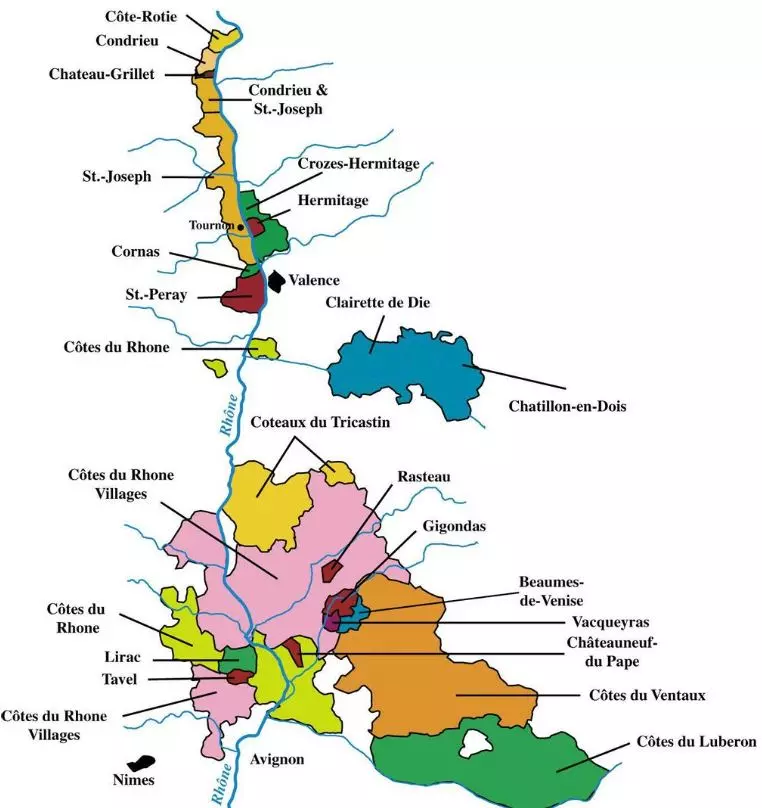 Côte-Rotie
Condrieu
Chateau-Grillet
Condrieu &
St.-Joseph
Crozes-Hermitage
St.-Joseph
Hermitage
Tournon
Cornas
Valence
St.-Peray
Clairette de Die
Côtes du Rhone
Chatillon-en-Dois
Rhône
Coteaux du Tricastin
Côtes du Rhone
Villages
Rasteau
Gigondas
Beaumes-
de-Venise
Côtes du
Rhone
Vacqueyras
Châteauneuf-
du Pape
Lirac
Tavel
Côtes du Ventaux
Côtes du Rhone
Villages
Côtes du Luberon
Avignon
Nimes
Rhône